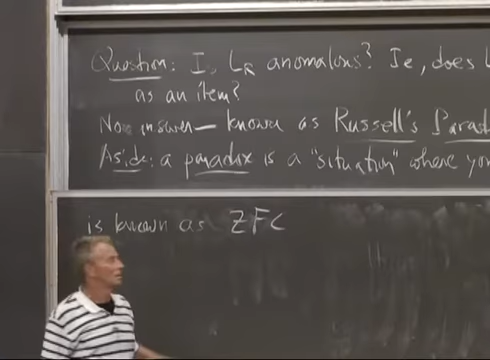 Question: Is L_R anomalous? Ie, does L
as an item?
Non answer — known as Russell's Parad
Aside: a paradox is a "situation" where you
is known as ZFC